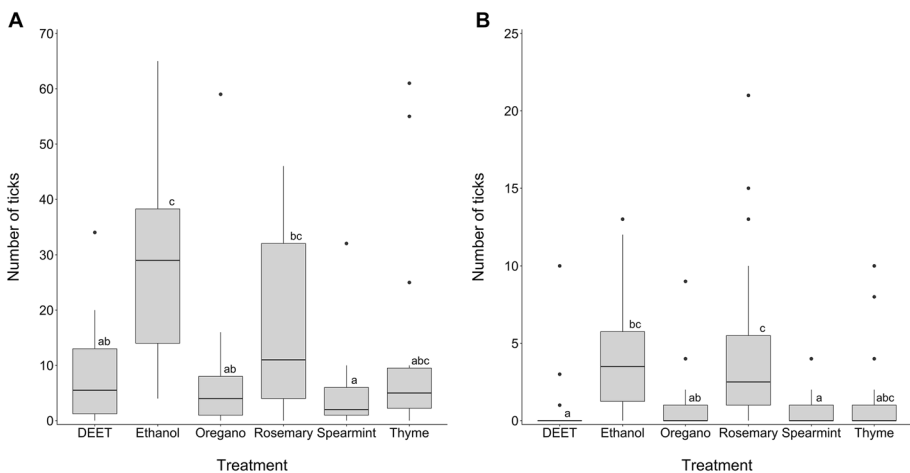 A
70
60
50
40
30
20
10
0
Number of ticks
ab
c
ab
bc
a
abc
DEET Ethanol Oregano Rosemary Spearmint Thyme
Treatment
B
25
20
15
10
5
0
Number of ticks
a
bc
ab
c
a
abc
DEET Ethanol Oregano Rosemary Spearmint Thyme
Treatment